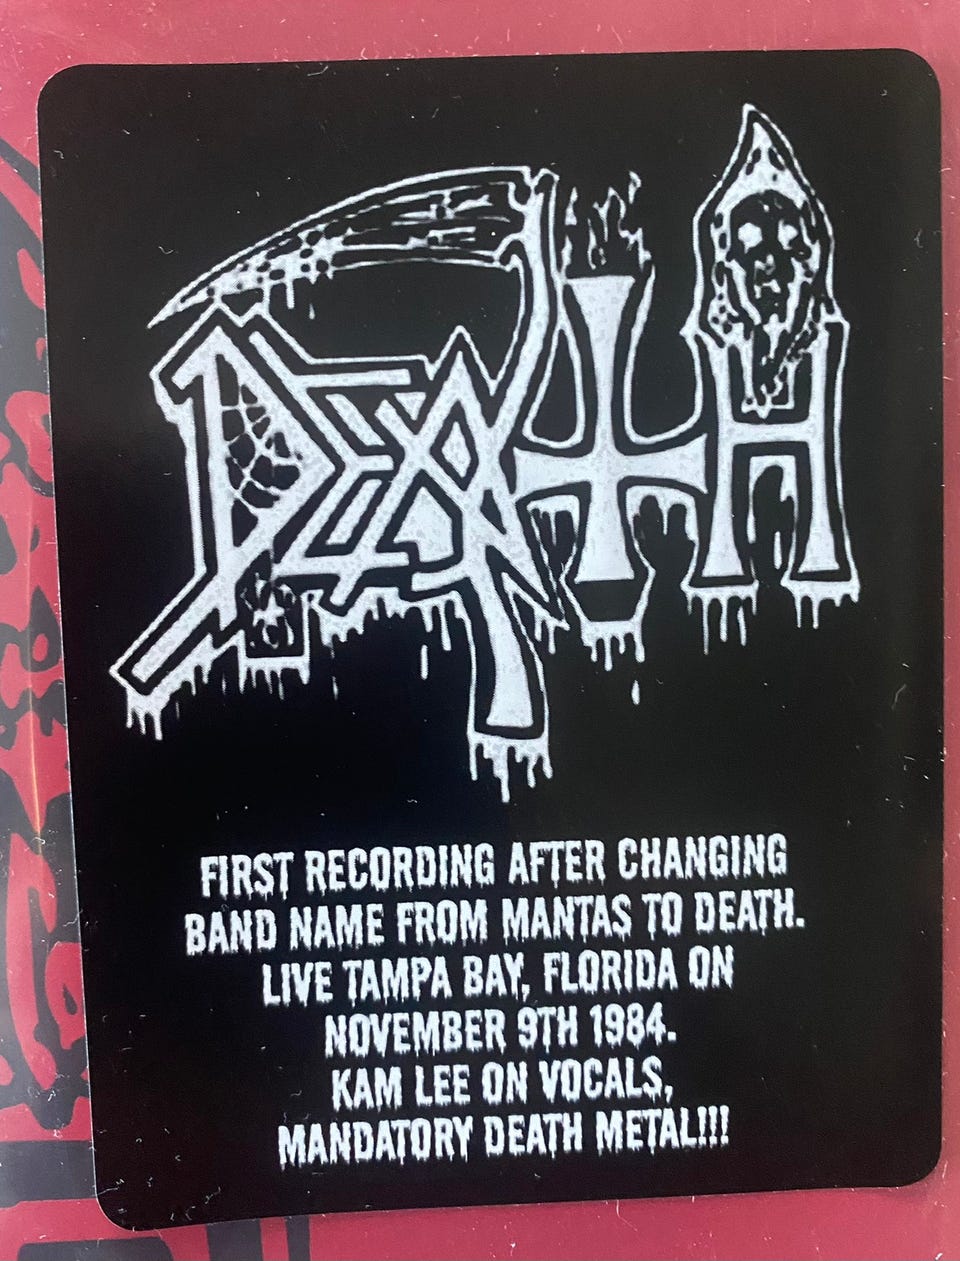 DEATH
FIRST RECORDING AFTER CHANGING
BAND NAME FROM MANTAS TO DEATH.
LIVE TAMPA BAY, FLORIDA ON
NOVEMBER 9TH 1984.
KAM LEE ON VOCALS,
MANDATORY DEATH METAL!!!